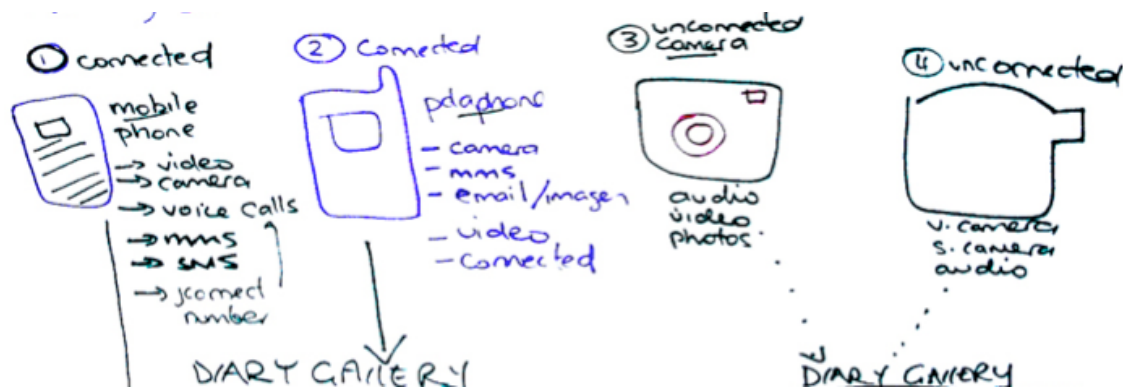 ① connected
mobile
phone
→ video
→ camera
→ voice calls
→ mms
→ sms
→ jconnect
number
② connected
pdaphone
- camera
- mms
- email/imagen
- video
- connected
③ unconnected
camera
audio
video
photos
④ unconnected
v. camera
s. camera
audio
DIARY GALLERY
DIARY GALLERY